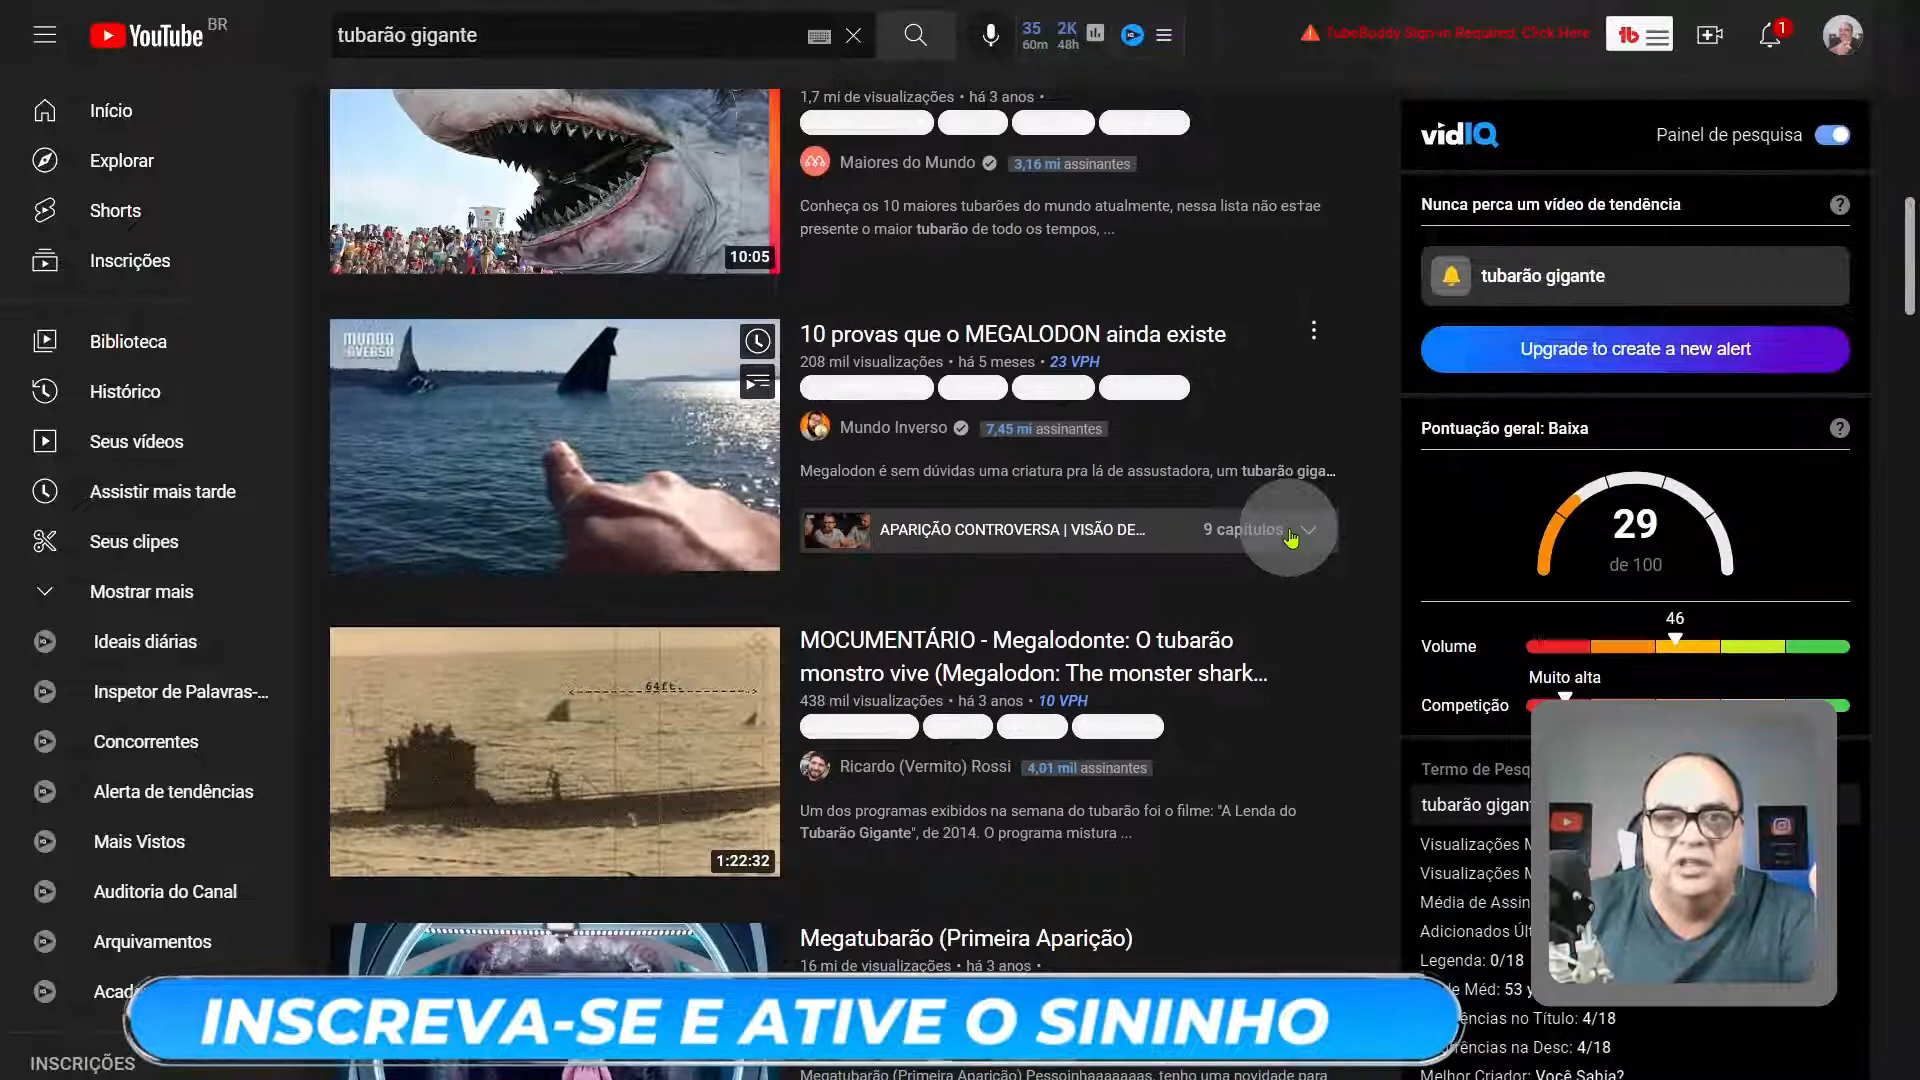 YouTube BR
tubarão gigante
35
60m
2K
48h
TubeBuddy Sign-in Required, Click Here
tb
1
Início
Explorar
Shorts
Inscrições
Biblioteca
Histórico
Seus vídeos
Assistir mais tarde
Seus clipes
Mostrar mais
Ideais diárias
Inspetor de Palavras-...
Concorrentes
Alerta de tendências
Mais Vistos
Auditoria do Canal
Arquivamentos
INSCRIÇÕES
1,7 mi de visualizações • há 3 anos •
Maiores do Mundo 3,16 mi assinantes
Conheça os 10 maiores tubarões do mundo atualmente, nessa lista não es†ae
presente o maior tubarão de todo os tempos, ...
10:05
MUNDO
INVERSO
10 provas que o MEGALODON ainda existe
208 mil visualizações • há 5 meses • 23 VPH
Mundo Inverso 7,45 mi assinantes
Megalodon é sem dúvidas uma criatura pra lá de assustadora, um tubarão giga...
APARIÇÃO CONTROVERSA | VISÃO DE... 9 capítulos
64ft.
1:22:32
MOCUMENTÁRIO - Megalodonte: O tubarão
monstro vive (Megalodon: The monster shark...
438 mil visualizações • há 3 anos • 10 VPH
Ricardo (Vermito) Rossi 4,01 mil assinantes
Um dos programas exibidos na semana do tubarão foi o filme: "A Lenda do
Tubarão Gigante", de 2014. O programa mistura ...
Megatubarão (Primeira Aparição)
16 mi de visualizações • há 3 anos •
Megatubarão (Primeira Aparição) Pessoinhaaaaaaas, tenho uma novidade para
vidIQ Painel de pesquisa
Nunca perca um vídeo de tendência ?
tubarão gigante
Upgrade to create a new alert
Pontuação geral: Baixa ?
29
de 100
46
Volume
Muito alta
Competição
Termo de Pesq
tubarão gigan
Visualizações
Visualizações
Média de Assin
Adicionados Úl
Legenda: 0/18
de Méd: 53
ências no Título: 4/18
rências na Desc: 4/18
Melhor Criador: Você Sabia?
INSCREVA-SE E ATIVE O SININHO